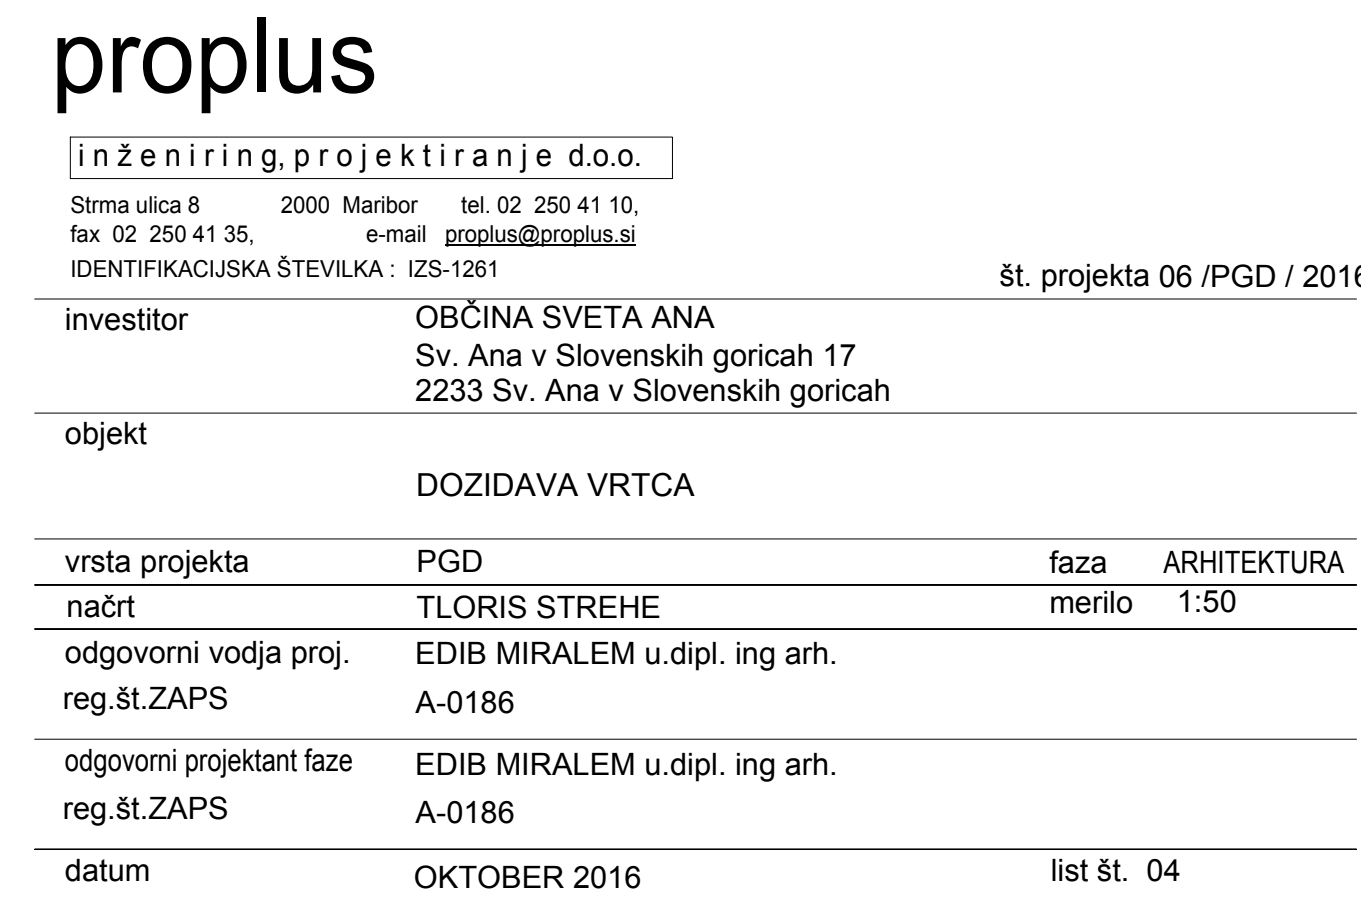 proplus
inženiring, projektiranje d.o.o.
Strma ulica 8 2000 Maribor tel. 02 250 41 10,
fax 02 250 41 35, e-mail proplus@proplus.si
IDENTIFIKACIJSKA ŠTEVILKA : IZS-1261
št. projekta 06 /PGD / 2016
investitor OBČINA SVETA ANA
Sv. Ana v Slovenskih goricah 17
2233 Sv. Ana v Slovenskih goricah
objekt
DOZIDAVA VRTCA
vrsta projekta PGD faza ARHITEKTURA
načrt TLORIS STREHE merilo 1:50
odgovorni vodja proj. EDIB MIRALEM u.dipl. ing arh.
reg.št.ZAPS A-0186
odgovorni projektant faze EDIB MIRALEM u.dipl. ing arh.
reg.št.ZAPS A-0186
datum OKTOBER 2016 list št. 04